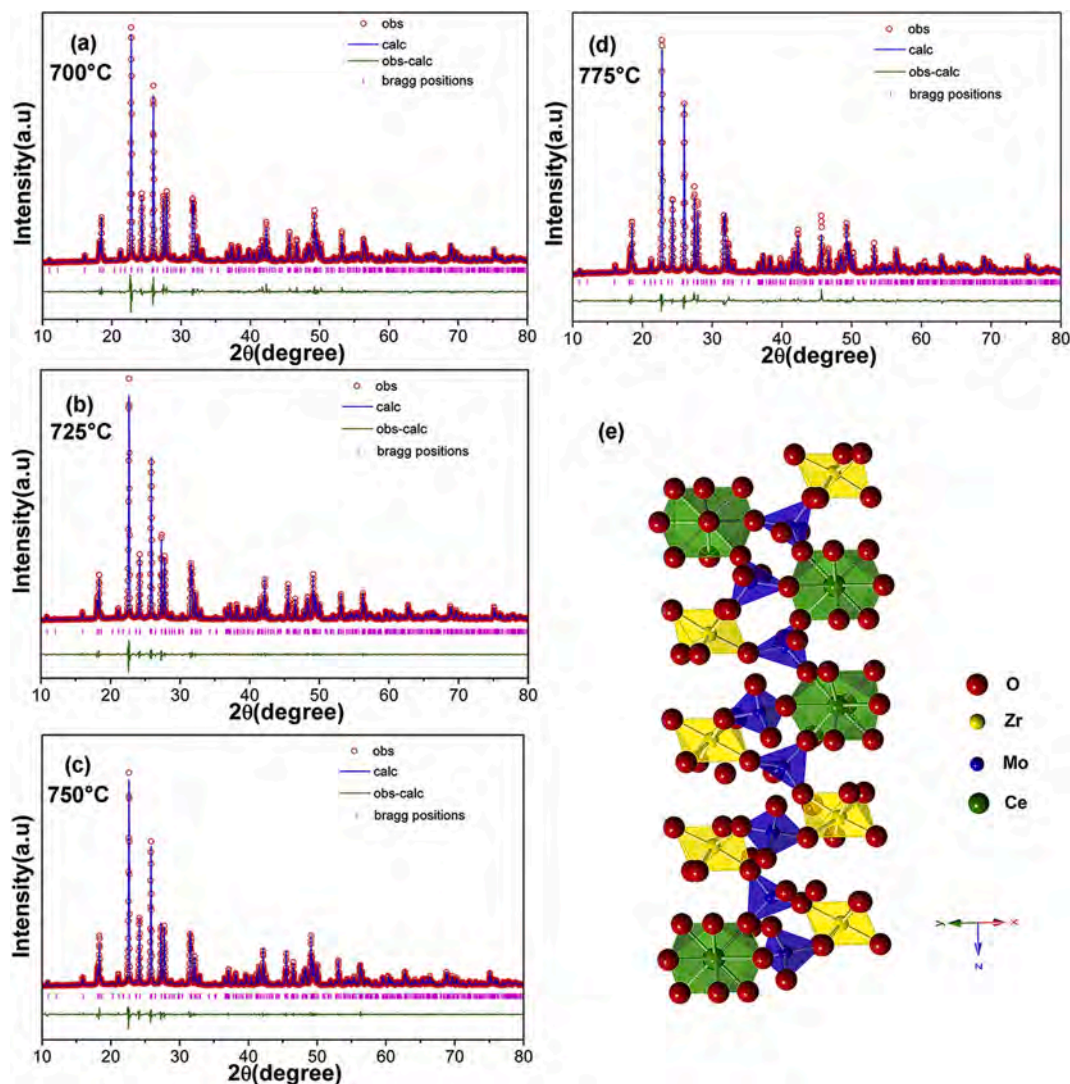 (a)
700°C
obs
calc
obs-calc
bragg positions
Intensity(a.u)
10 20 30 40 50 60 70 80
2θ(degree)
(d)
775°C
obs
calc
obs-calc
bragg positions
Intensity(a.u)
10 20 30 40 50 60 70 80
2θ(degree)
(b)
725°C
obs
calc
obs-calc
bragg positions
Intensity(a.u)
10 20 30 40 50 60 70 80
2θ(degree)
(c)
750°C
obs
calc
obs-calc
bragg positions
Intensity(a.u)
10 20 30 40 50 60 70 80
2θ(degree)
(e)
O
Zr
Mo
Ce
Y X
Z